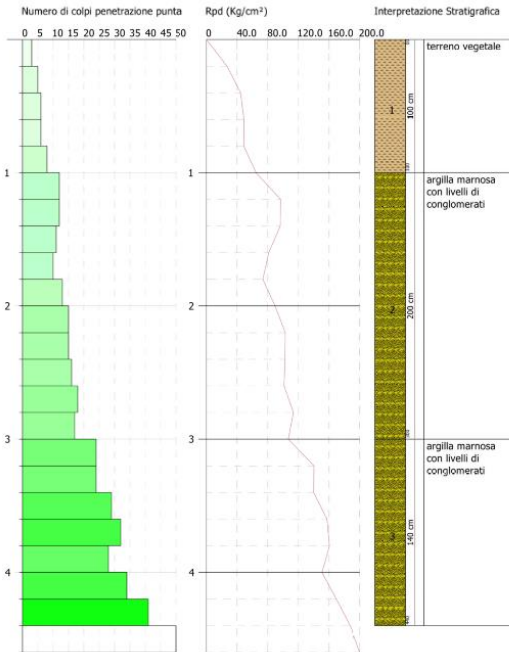 Numero di colpi penetrazione punta
Rpd (Kg/cm²)
Interpretazione Stratigrafica
0 5 10 15 20 25 30 35 40 45 50
0 40.0 80.0 120.0 160.0 200.0
terreno vegetale
1
100 cm
1
argilla marnosa
con livelli di
conglomerati
2
2
200 cm
3
argilla marnosa
con livelli di
conglomerati
3
140 cm
4